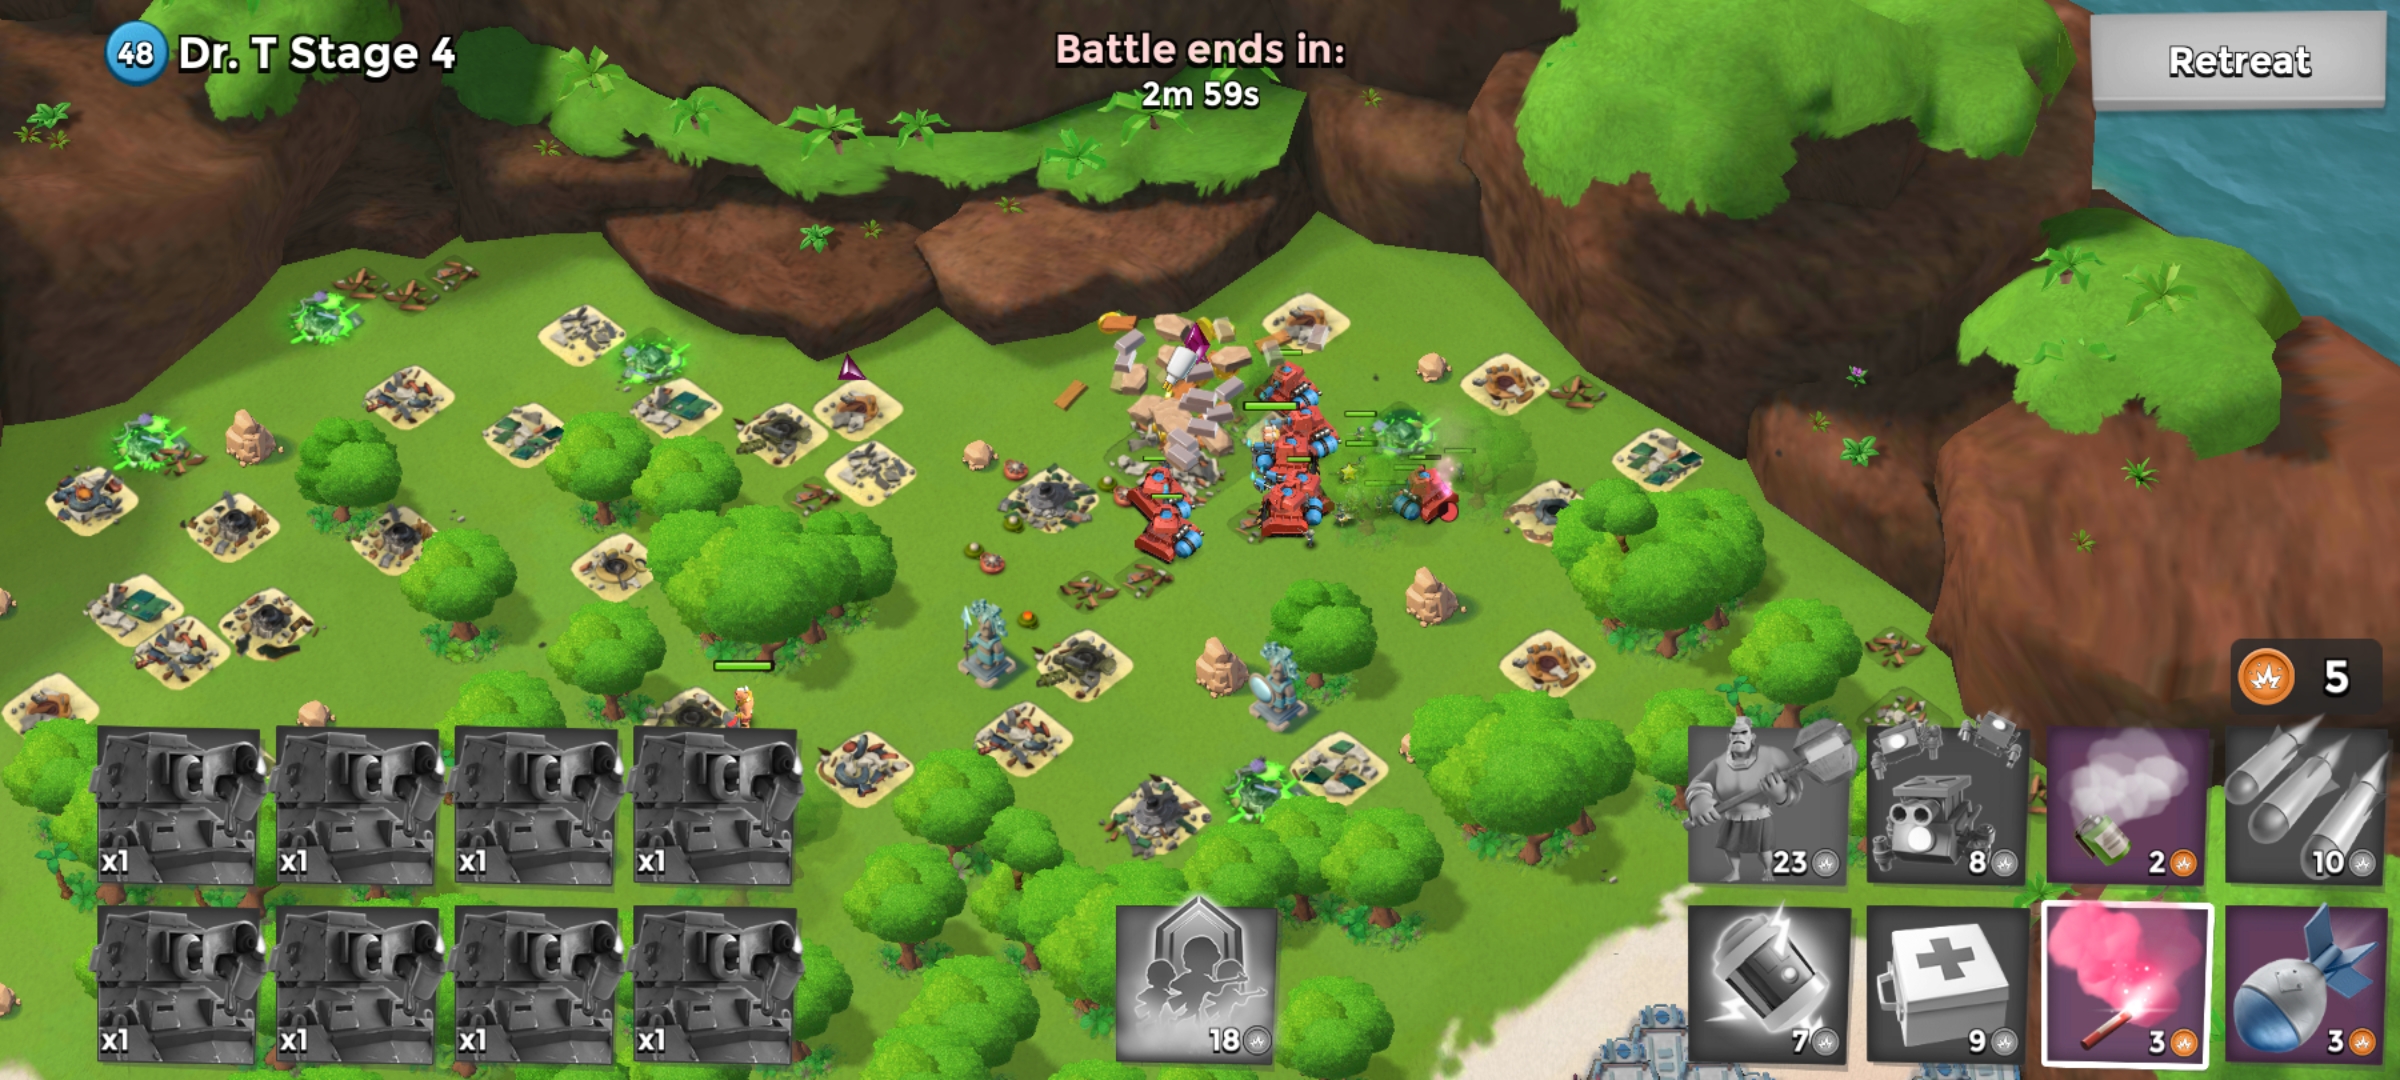 48 Dr. T Stage 4
Battle ends in:
2m 59s
Retreat
5
x1 x1 x1 x1
23 8 2 10
x1 x1 x1 x1
18
7 9 3 3